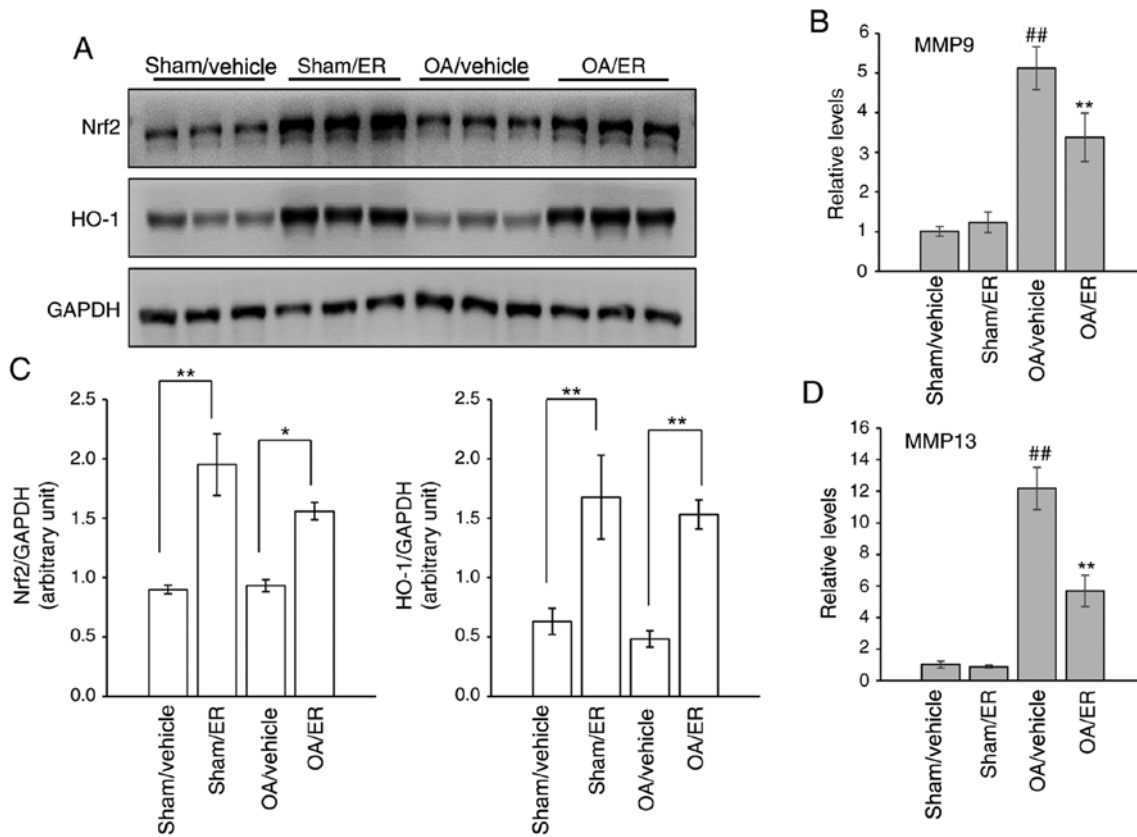 A
Sham/vehicle Sham/ER OA/vehicle OA/ER
Nrf2
HO-1
GAPDH
B
MMP9
Relative levels
6
5
4
3
2
1
0
##
**
Sham/vehicle
Sham/ER
OA/vehicle
OA/ER
C
Nrf2/GAPDH
(arbitrary unit)
2.5
2.0
1.5
1.0
0.5
0.0
**
*
Sham/vehicle
Sham/ER
OA/vehicle
OA/ER
HO-1/GAPDH
(arbitrary unit)
2.5
2.0
1.5
1.0
0.5
0.0
**
**
Sham/vehicle
Sham/ER
OA/vehicle
OA/ER
D
MMP13
Relative levels
16
14
12
10
8
6
4
2
0
##
**
Sham/vehicle
Sham/ER
OA/vehicle
OA/ER